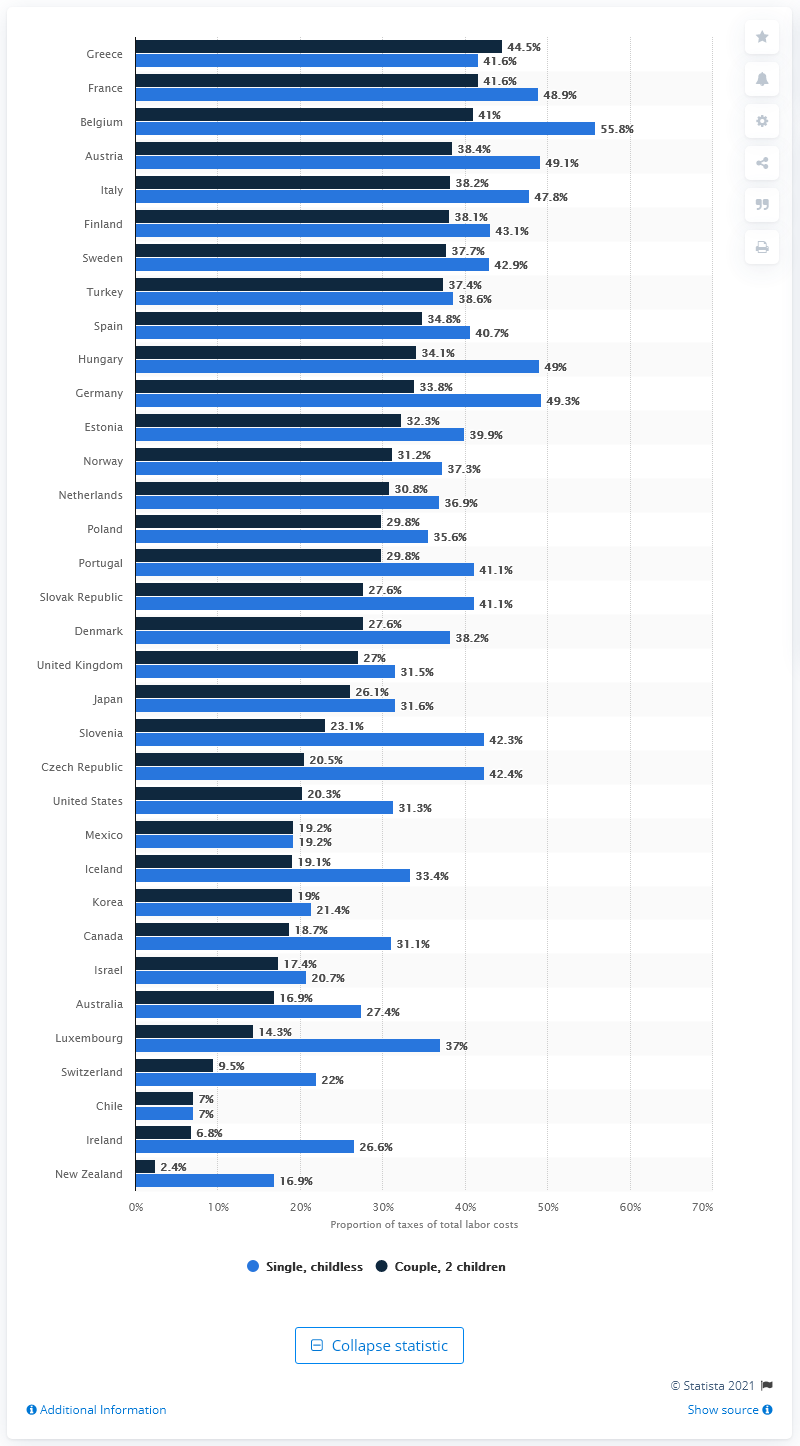 Greece 44.5%
41.6%
France 41.6%
48.9%
Belgium 41%
55.8%
Austria 38.4%
49.1%
Italy 38.2%
47.8%
Finland 38.1%
43.1%
Sweden 37.7%
42.9%
Turkey 37.4%
38.6%
Spain 34.8%
40.7%
Hungary 34.1%
49%
Germany 33.8%
49.3%
Estonia 32.3%
39.9%
Norway 31.2%
37.3%
Netherlands 30.8%
36.9%
Poland 29.8%
35.6%
Portugal 29.8%
41.1%
Slovak Republic 27.6%
41.1%
Denmark 27.6%
38.2%
United Kingdom 27%
31.5%
Japan 26.1%
31.6%
Slovenia 23.1%
42.3%
Czech Republic 20.5%
42.4%
United States 20.3%
31.3%
Mexico 19.2%
19.2%
Iceland 19.1%
33.4%
Korea 19%
21.4%
Canada 18.7%
31.1%
Israel 17.4%
20.7%
Australia 16.9%
27.4%
Luxembourg 14.3%
37%
Switzerland 9.5%
22%
Chile 7%
7%
Ireland 6.8%
26.6%
New Zealand 2.4%
16.9%
0% 10% 20% 30% 40% 50% 60% 70%
Proportion of taxes of total labor costs
Single, childless Couple, 2 children
Collapse statistic
© Statista 2021
Additional Information Show source